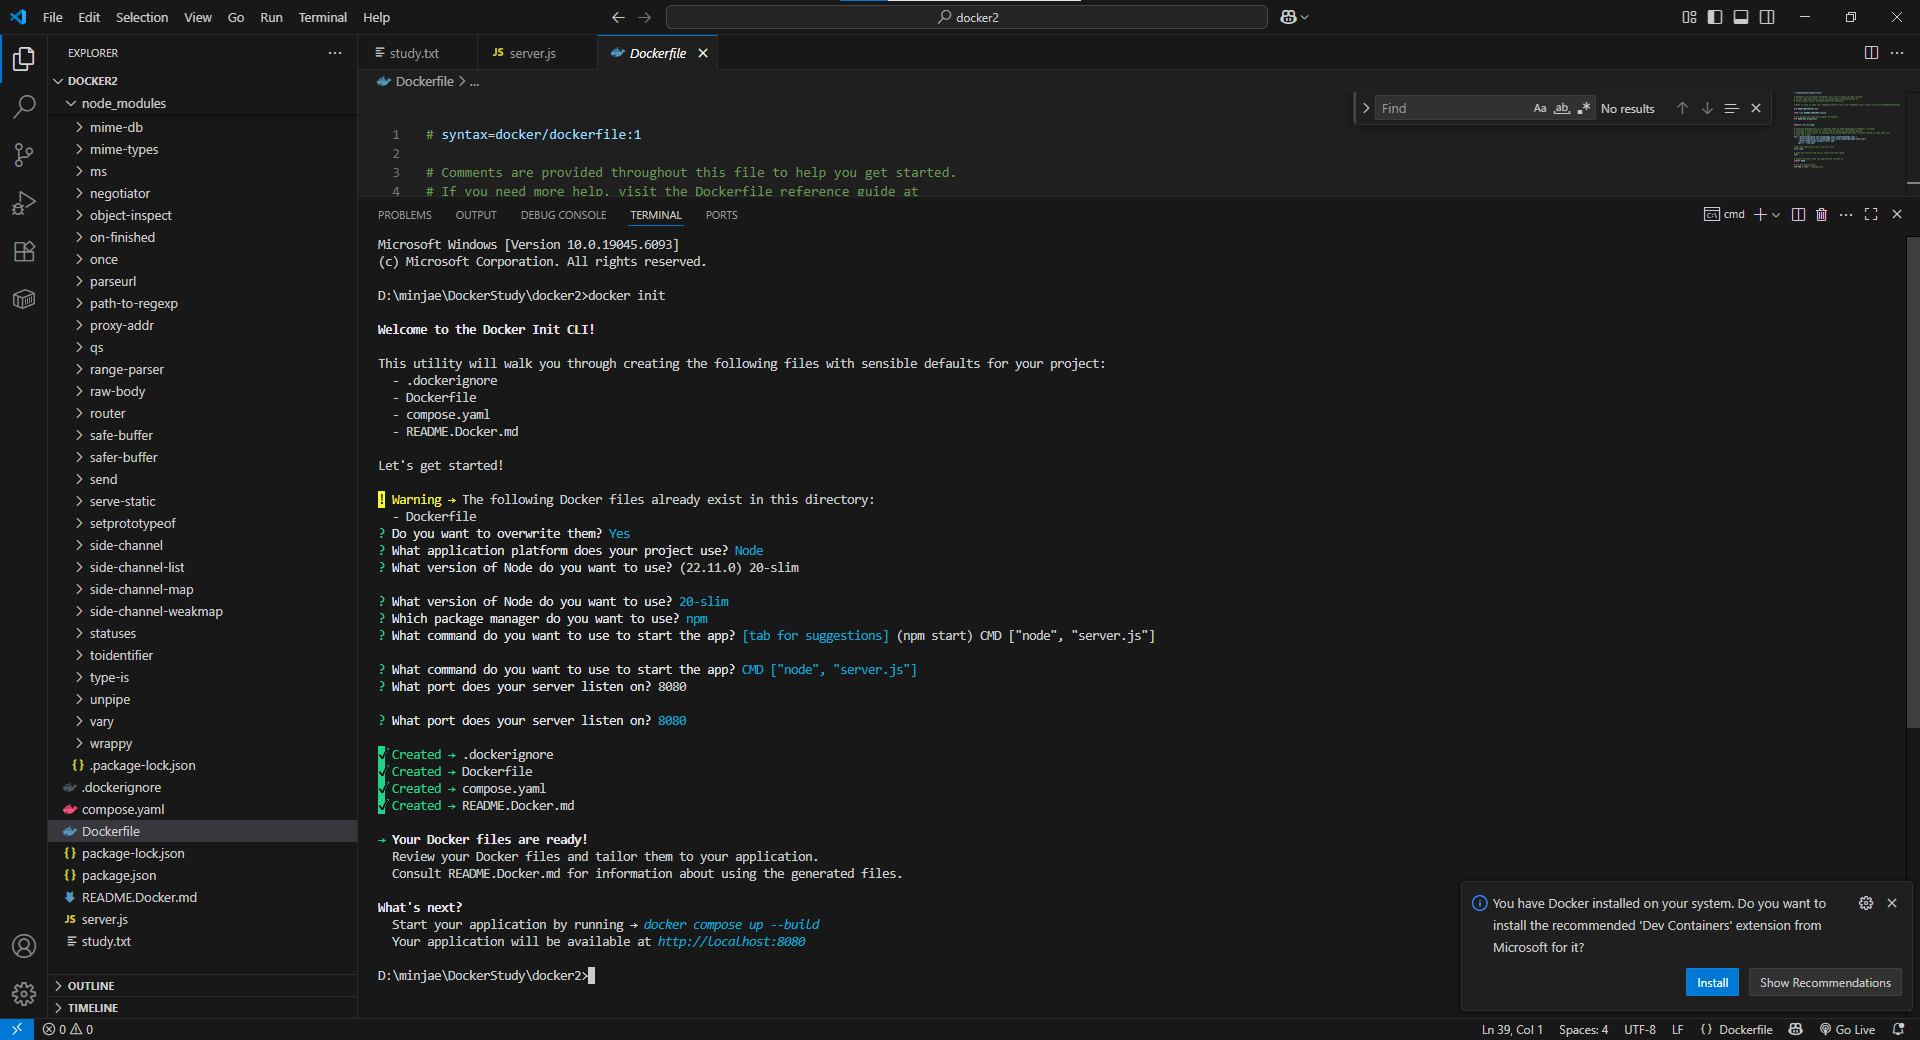 File Edit Selection View Go Run Terminal Help
docker2
EXPLORER
DOCKER2
node_modules
mime-db
mime-types
ms
negotiator
object-inspect
on-finished
once
parseurl
path-to-regexp
proxy-addr
qs
range-parser
raw-body
router
safe-buffer
safer-buffer
send
serve-static
setprototypeof
side-channel
side-channel-list
side-channel-map
side-channel-weakmap
statuses
toidentifier
type-is
unpipe
vary
wrappy
{} .package-lock.json
.dockerignore
compose.yaml
Dockerfile
{} package-lock.json
{} package.json
README.Docker.md
JS server.js
study.txt
OUTLINE
TIMELINE
study.txt JS server.js Dockerfile
Dockerfile > ...
Find Aa ab .* No results
1 # syntax=docker/dockerfile:1
2
3 # Comments are provided throughout this file to help you get started.
4 # If you need more help, visit the Dockerfile reference guide at
PROBLEMS OUTPUT DEBUG CONSOLE TERMINAL PORTS
cmd
Microsoft Windows [Version 10.0.19045.6093]
(c) Microsoft Corporation. All rights reserved.
D:\minjae\DockerStudy\docker2>docker init
Welcome to the Docker Init CLI!
This utility will walk you through creating the following files with sensible defaults for your project:
- .dockerignore
- Dockerfile
- compose.yaml
- README.Docker.md
Let's get started!
! Warning → The following Docker files already exist in this directory:
- Dockerfile
? Do you want to overwrite them? Yes
? What application platform does your project use? Node
? What version of Node do you want to use? (22.11.0) 20-slim
? What version of Node do you want to use? 20-slim
? Which package manager do you want to use? npm
? What command do you want to use to start the app? [tab for suggestions] (npm start) CMD ["node", "server.js"]
? What command do you want to use to start the app? CMD ["node", "server.js"]
? What port does your server listen on? 8080
? What port does your server listen on? 8080
✓ Created → .dockerignore
✓ Created → Dockerfile
✓ Created → compose.yaml
✓ Created → README.Docker.md
→ Your Docker files are ready!
Review your Docker files and tailor them to your application.
Consult README.Docker.md for information about using the generated files.
What's next?
Start your application by running → docker compose up --build
Your application will be available at http://localhost:8080
D:\minjae\DockerStudy\docker2>
You have Docker installed on your system. Do you want to
install the recommended 'Dev Containers' extension from
Microsoft for it?
Install Show Recommendations
0 0
Ln 39, Col 1 Spaces: 4 UTF-8 LF {} Dockerfile Go Live